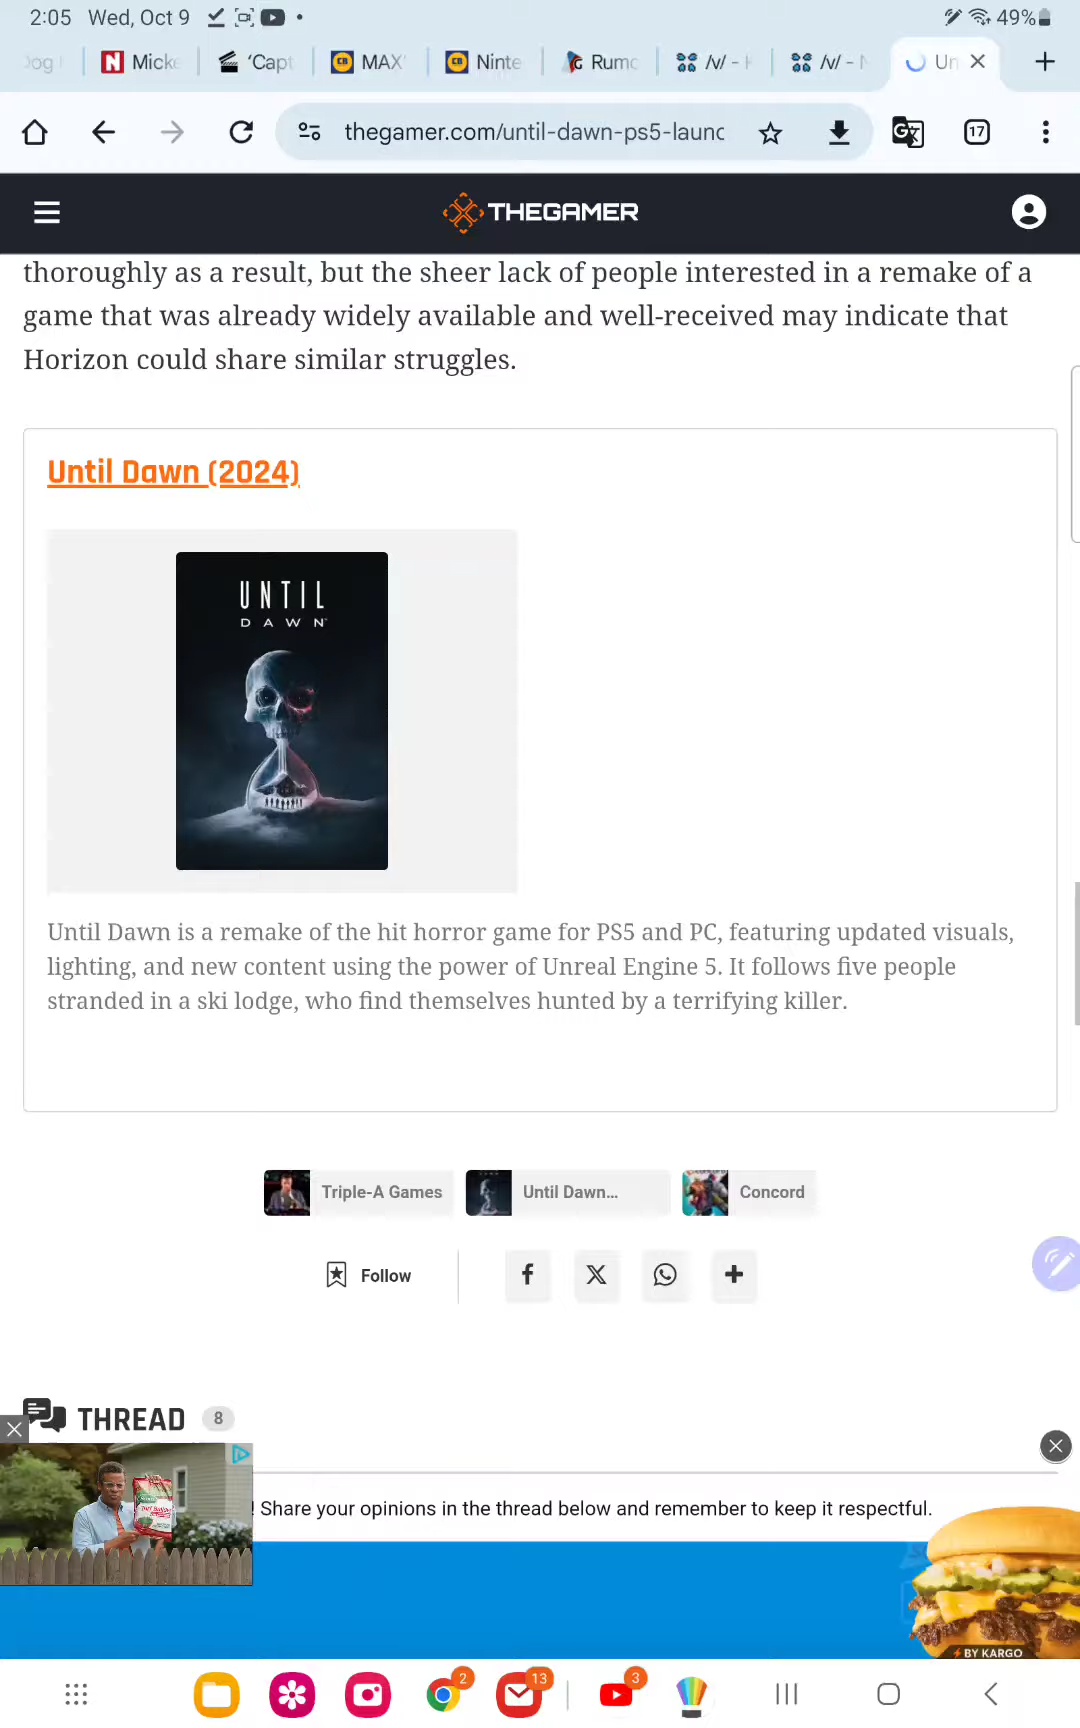 2:05 Wed, Oct 9
49%
Micke
'Capt
MAX
Ninte
Rumo
/v/ - H
/v/ - N
Un
thegamer.com/until-dawn-ps5-launc
17
THEGAMER
thoroughly as a result, but the sheer lack of people interested in a remake of a
game that was already widely available and well-received may indicate that
Horizon could share similar struggles.
Until Dawn (2024)
UNTIL
DAWN
Until Dawn is a remake of the hit horror game for PS5 and PC, featuring updated visuals,
lighting, and new content using the power of Unreal Engine 5. It follows five people
stranded in a ski lodge, who find themselves hunted by a terrifying killer.
Triple-A Games
Until Dawn...
Concord
Follow
THREAD 8
! Share your opinions in the thread below and remember to keep it respectful.
BY KARGO
2
13
3